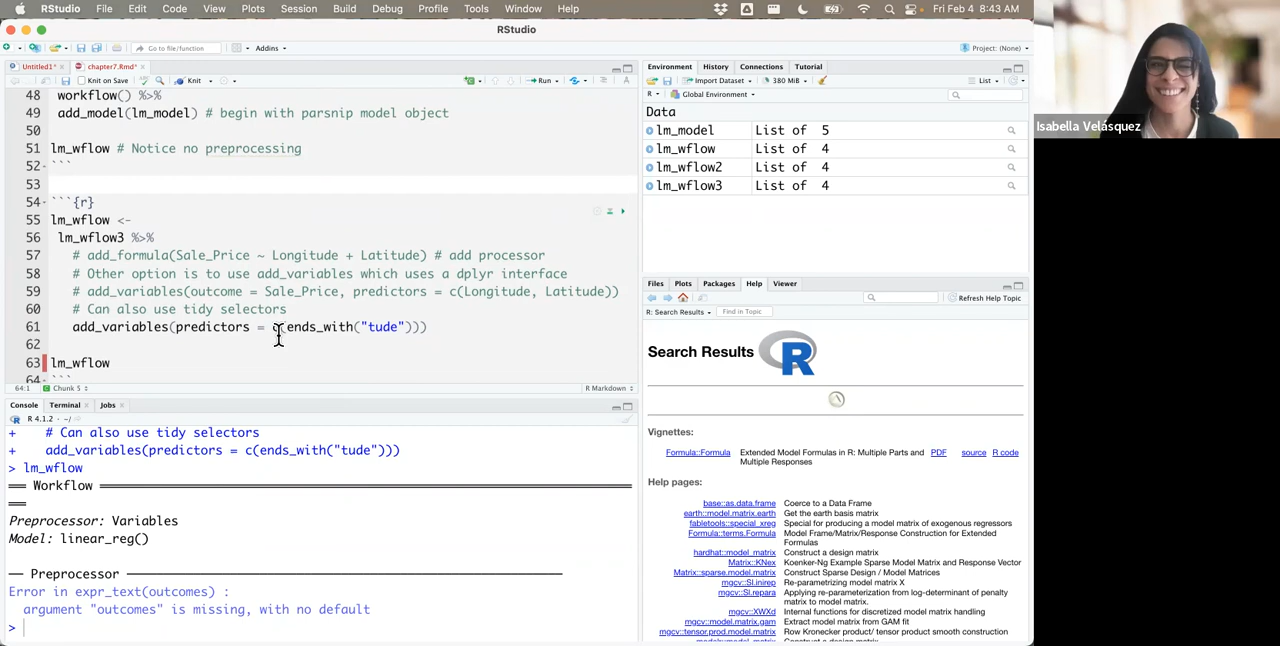 RStudio File Edit Code View Plots Session Build Debug Profile Tools Window Help Fri Feb 4 8:43 AM
RStudio
Go to file/function Addins Project: (None)
Untitled1* chapter7.Rmd*
Knit on Save Knit Run
48 workflow() %>%
49 add_model(lm_model) # begin with parsnip model object
50
51 lm_wflow # Notice no preprocessing
52 ```
53
54 ```{r}
55 lm_wflow <-
56 lm_wflow3 %>%
57 # add_formula(Sale_Price ~ Longitude + Latitude) # add processor
58 # Other option is to use add_variables which uses a dplyr interface
59 # add_variables(outcome = Sale_Price, predictors = c(Longitude, Latitude))
60 # Can also use tidy selectors
61 add_variables(predictors = c(ends_with("tude")))
62
63 lm_wflow
64 ```
64:1 Chunk 5 R Markdown
Console Terminal Jobs
R 4.1.2 · ~/
+ # Can also use tidy selectors
+ add_variables(predictors = c(ends_with("tude")))
> lm_wflow
══ Workflow ══════════
══
Preprocessor: Variables
Model: linear_reg()
── Preprocessor ──────────
Error in expr_text(outcomes) :
argument "outcomes" is missing, with no default
>
Environment History Connections Tutorial
Import Dataset 380 MiB List
R Global Environment
Data
lm_model List of 5
lm_wflow List of 4
lm_wflow2 List of 4
lm_wflow3 List of 4
Files Plots Packages Help Viewer
Refresh Help Topic
R: Search Results Find in Topic
Search Results R
Vignettes:
Formula::Formula Extended Model Formulas in R: Multiple Parts and Multiple Responses PDF source R code
Help pages:
base::as.data.frame Coerce to a Data Frame
earth::model.matrix.earth Get the earth basis matrix
fabletools::special_xreg Special for producing a model matrix of exogenous regressors
Formula::terms.Formula Model Frame/Matrix/Response Construction for Extended Formulas
hardhat::model_matrix Construct a design matrix
Matrix::KNex Koenker-Ng Example Sparse Model Matrix and Response Vector
Matrix::sparse.model.matrix Construct Sparse Design / Model Matrices
mgcv::Sl.inirep Re-parametrizing model matrix X
mgcv::Sl.repara Applying re-parameterization from log-determinant of penalty matrix to model matrix.
mgcv::XWXd Internal functions for discretized model matrix handling
mgcv::model.matrix.gam Extract model matrix from GAM fit
mgcv::tensor.prod.model.matrix Row Kronecker product/ tensor product smooth construction
Isabella Velásquez